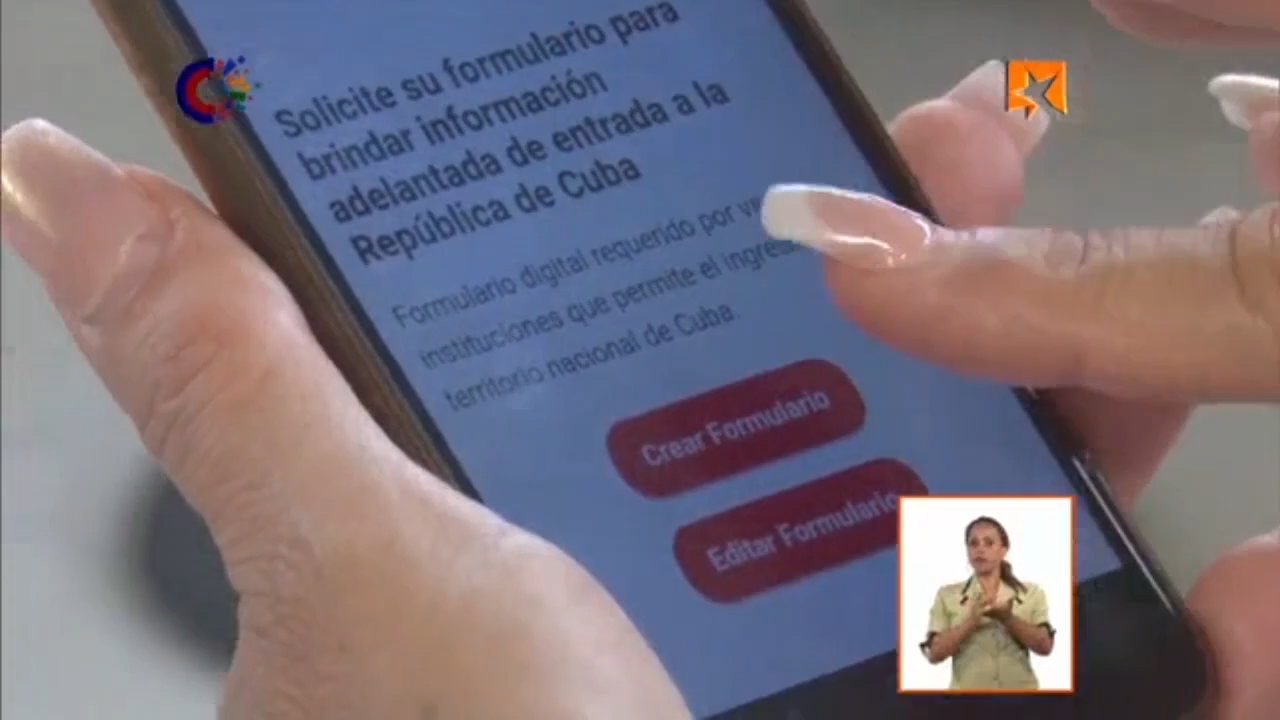 Solicite su formulario para
brindar información
adelantada de entrada a la
República de Cuba
Formulario digital requerido por
instituciones que permite el
territorio nacional de Cuba.
Crear Formulario
Editar Formulario